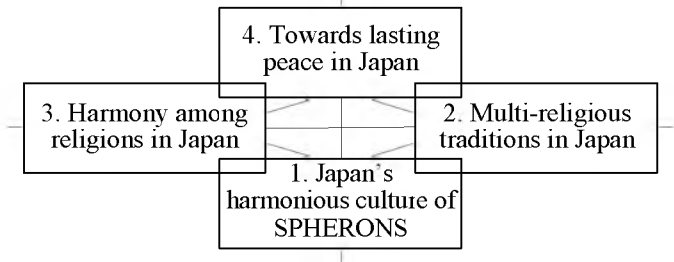 4. Towards lasting
peace in Japan
3. Harmony among
religions in Japan
2. Multi-religious
traditions in Japan
1. Japan's
harmonious culture of
SPHERONS